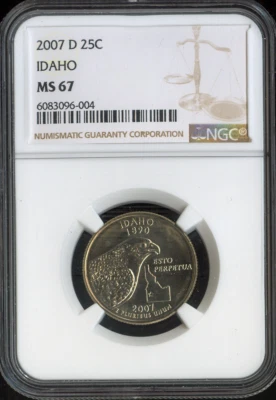 2007 D 25C
IDAHO
MS 67
6083096-004
NUMISMATIC GUARANTY CORPORATION
NGC®
IDAHO
1890
ESTO
PERPETUA
2007
E PLURIBUS UNUM